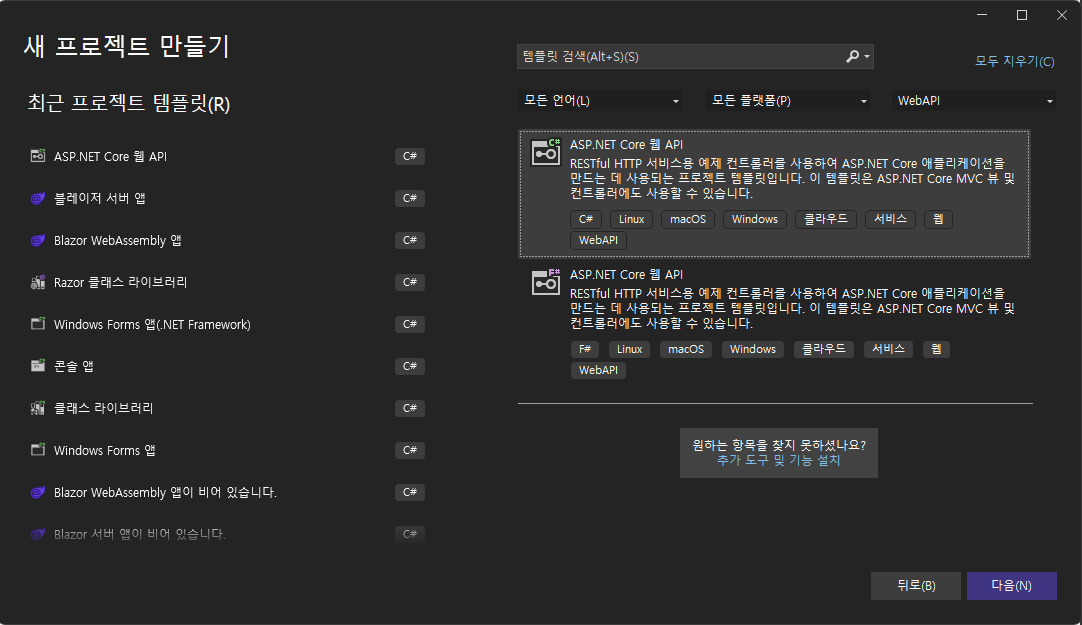 새 프로젝트 만들기
템플릿 검색(Alt+S)(S)
모두 지우기(C)
최근 프로젝트 템플릿(R)
모든 언어(L)
모든 플랫폼(P)
WebAPI
ASP.NET Core 웹 API C#
블레이저 서버 앱 C#
Blazor WebAssembly 앱 C#
Razor 클래스 라이브러리 C#
Windows Forms 앱(.NET Framework) C#
콘솔 앱 C#
클래스 라이브러리 C#
Windows Forms 앱 C#
Blazor WebAssembly 앱이 비어 있습니다. C#
Blazor 서버 앱이 비어 있습니다. C#
C#
ASP.NET Core 웹 API
RESTful HTTP 서비스용 예제 컨트롤러를 사용하여 ASP.NET Core 애플리케이션을
만드는 데 사용되는 프로젝트 템플릿입니다. 이 템플릿은 ASP.NET Core MVC 뷰 및
컨트롤러에도 사용할 수 있습니다.
C# Linux macOS Windows 클라우드 서비스 웹
WebAPI
F#
ASP.NET Core 웹 API
RESTful HTTP 서비스용 예제 컨트롤러를 사용하여 ASP.NET Core 애플리케이션을
만드는 데 사용되는 프로젝트 템플릿입니다. 이 템플릿은 ASP.NET Core MVC 뷰 및
컨트롤러에도 사용할 수 있습니다.
F# Linux macOS Windows 클라우드 서비스 웹
WebAPI
원하는 항목을 찾지 못하셨나요?
추가 도구 및 기능 설치
뒤로(B)
다음(N)